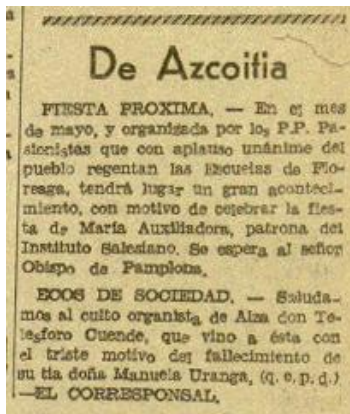 De Azcoitia
FIESTA PROXIMA. — En el mes
de mayo, y organizada por los P.P. Pa-
sionistas que con aplauso unánime del
pueblo regentan las Escuelas de Flo-
reaga, tendrá lugar un gran aconteci-
miento, con motivo de celebrar la fies-
ta de María Auxiliadora, patrona del
Instituto Salesiano. Se espera al señor
Obispo de Pamplona.
ECOS DE SOCIEDAD. — Saluda-
mos al culto organista de Alza don Te-
lesforo Cuende, que vino a ésta con
el triste motivo del fallecimiento de
su tía doña Manuela Uranga, (q. e. p. d.)
—EL CORRESPONSAL.